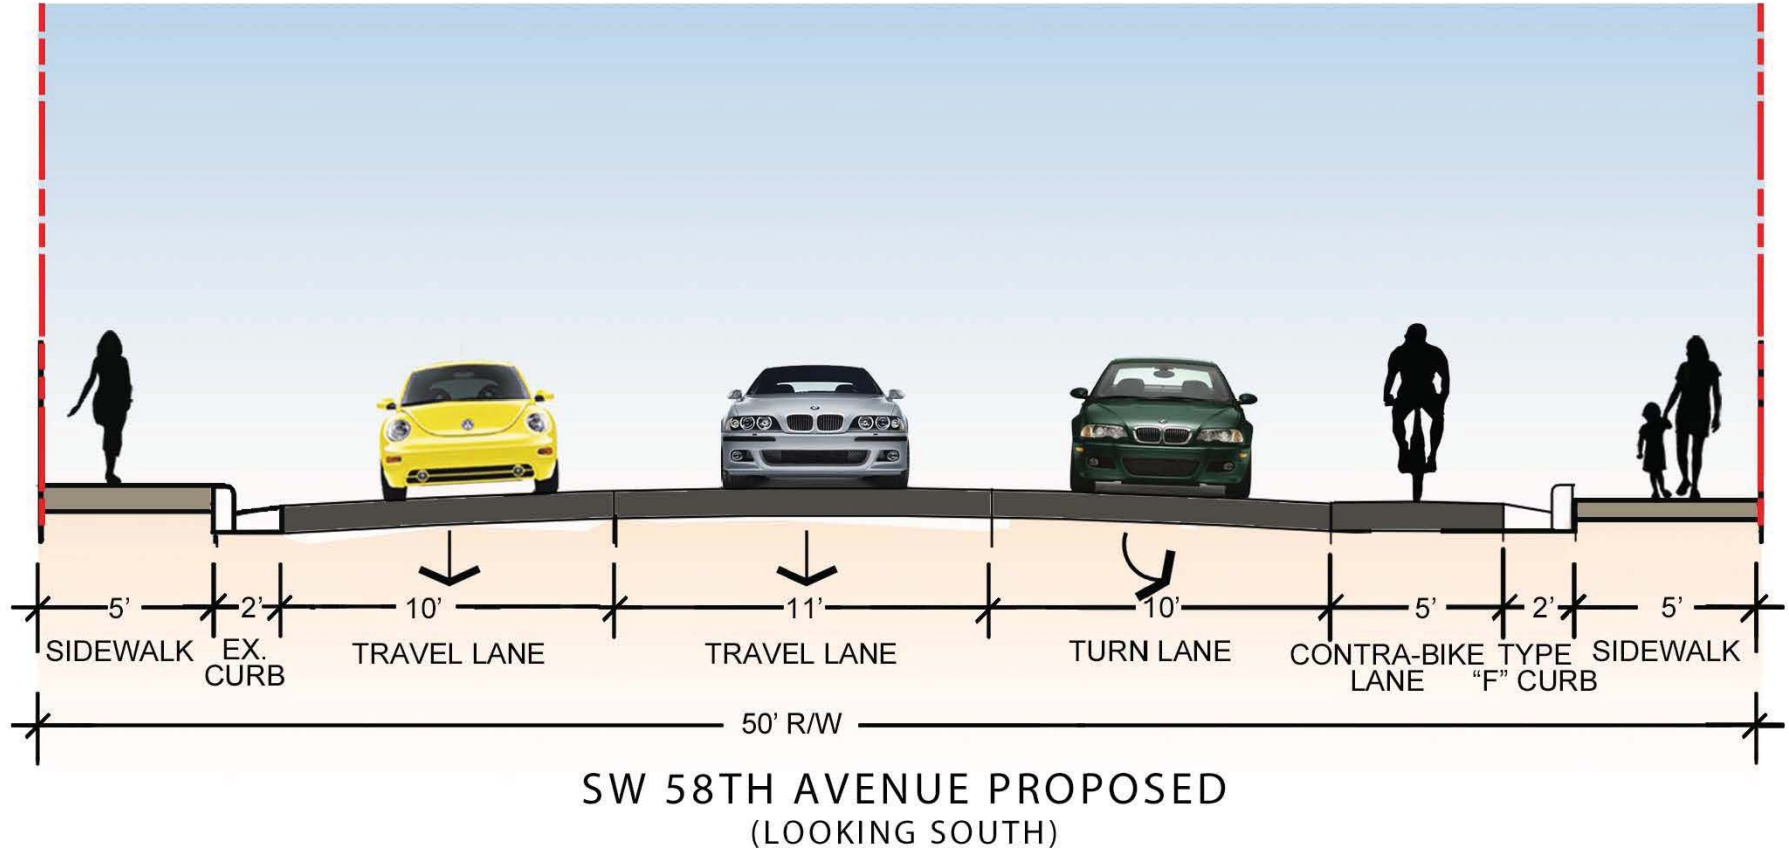 5' 2' 10' 11' 10' 5' 2' 5'
SIDEWALK EX. TRAVEL LANE TRAVEL LANE TURN LANE CONTRA-BIKE TYPE SIDEWALK
CURB LANE “F” CURB
50' R/W
SW 58TH AVENUE PROPOSED
(LOOKING SOUTH)